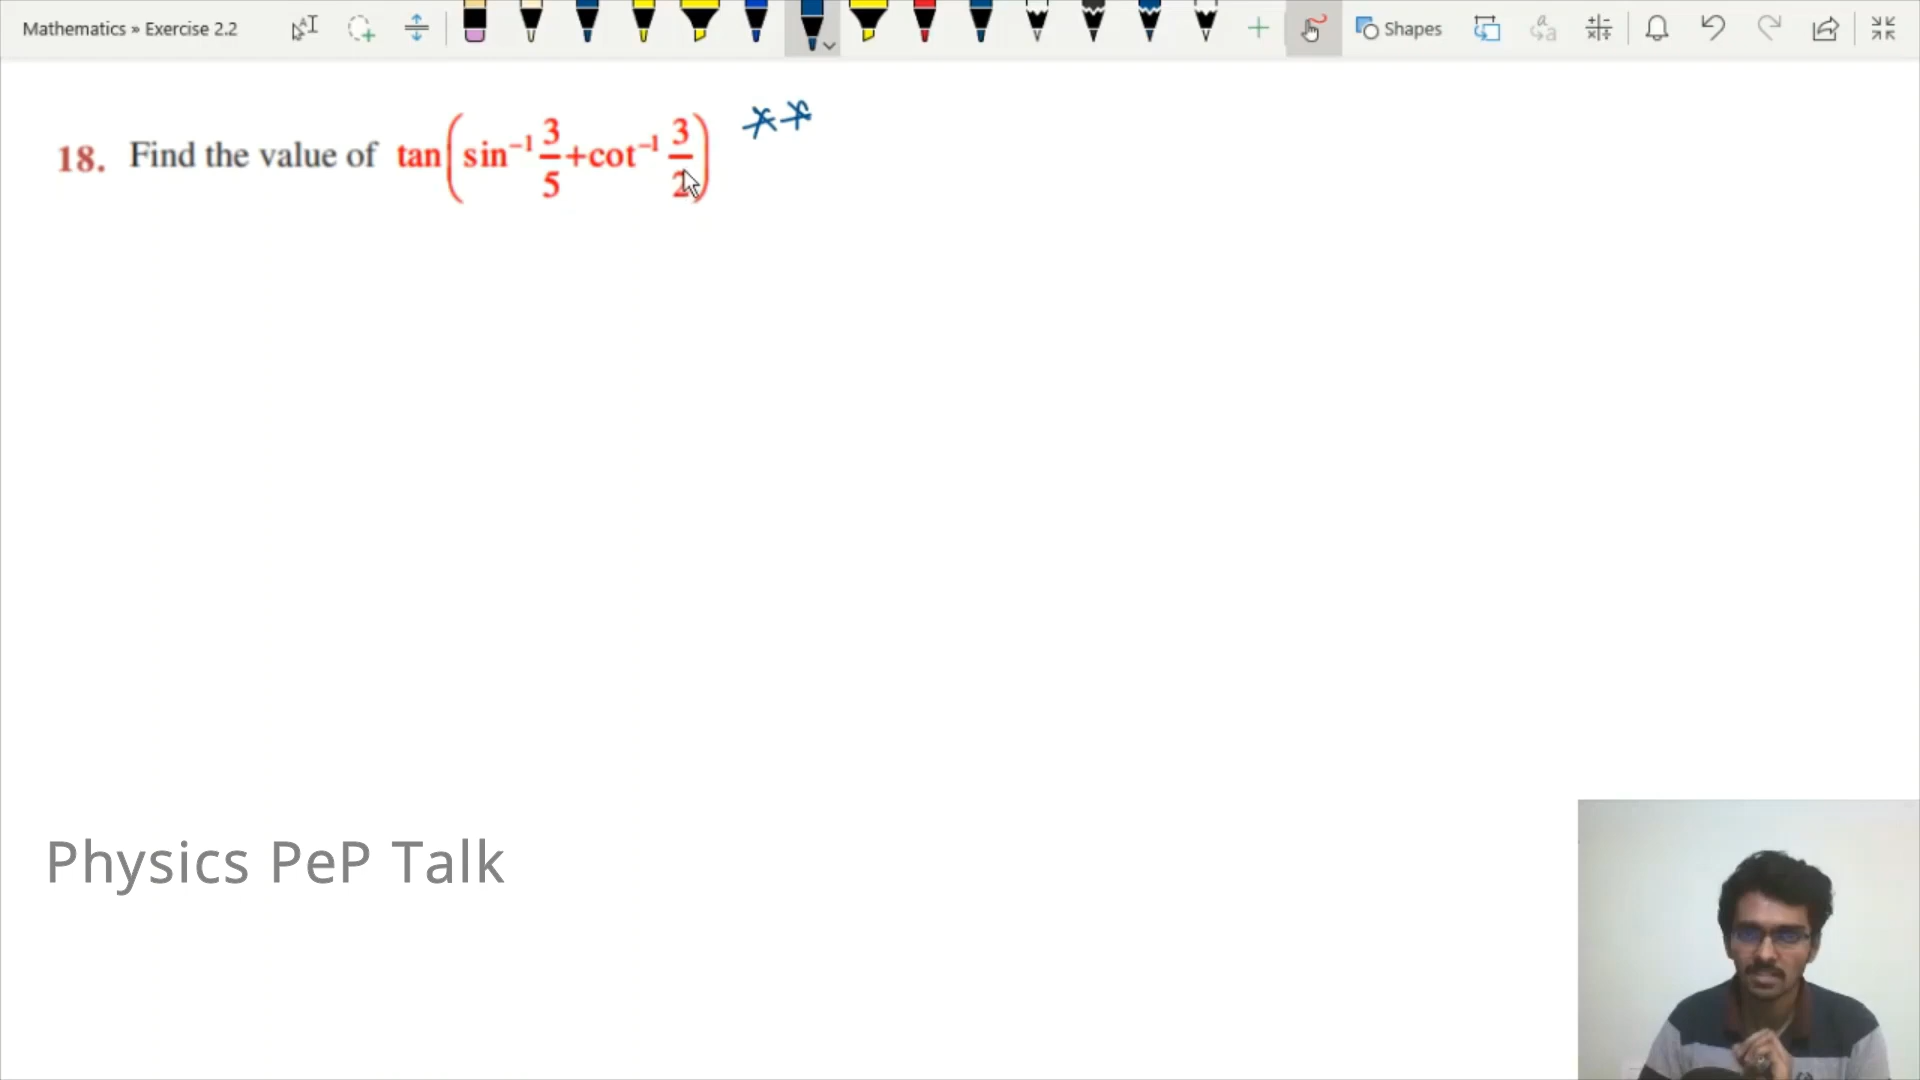 Mathematics » Exercise 2.2
Shapes
18. Find the value of tan(sin⁻¹ 3/5 + cot⁻¹ 3/2) **
Physics PeP Talk